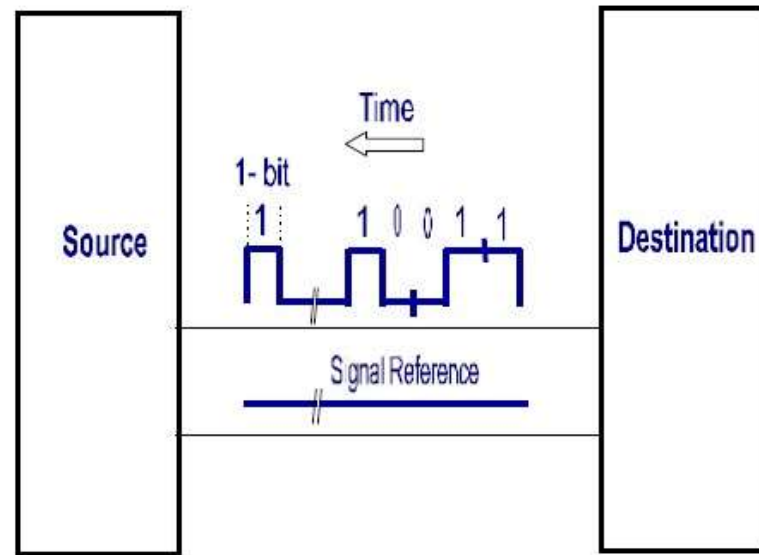 Time
1- bit
1
1 0 0 1 1
Source
Destination
Signal Reference